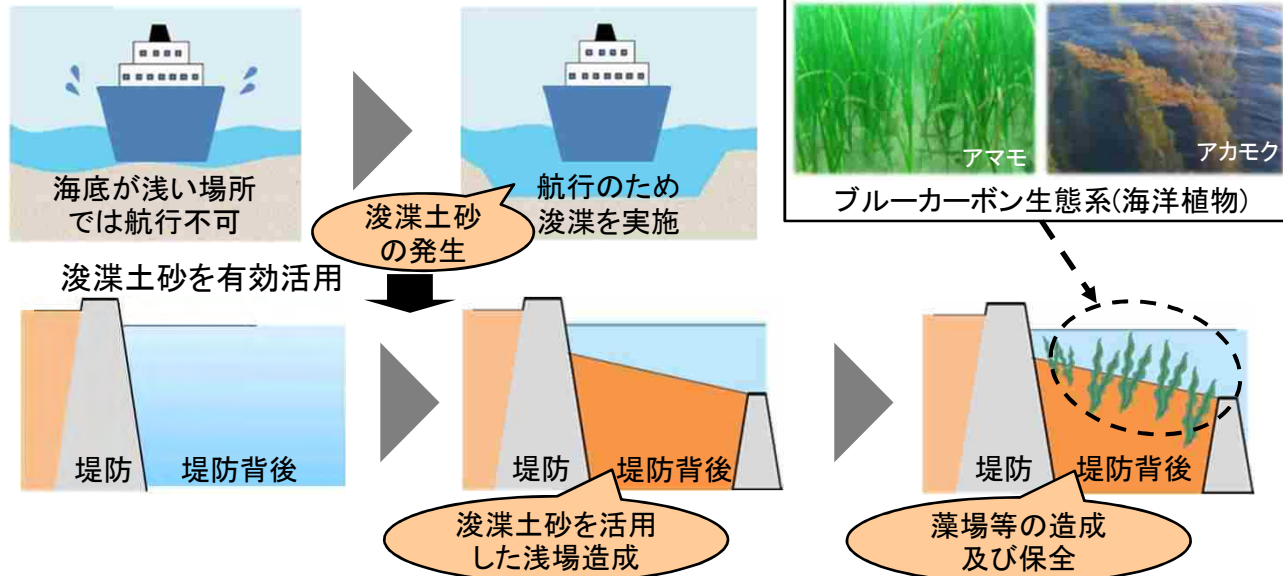 海底が浅い場所
では航行不可
浚渫土砂
の発生
航行のため
浚渫を実施
アマモ
アカモク
ブルーカーボン生態系(海洋植物)
浚渫土砂を有効活用
堤防
堤防背後
堤防
堤防背後
浚渫土砂を活用
した浅場造成
堤防
堤防背後
藻場等の造成
及び保全